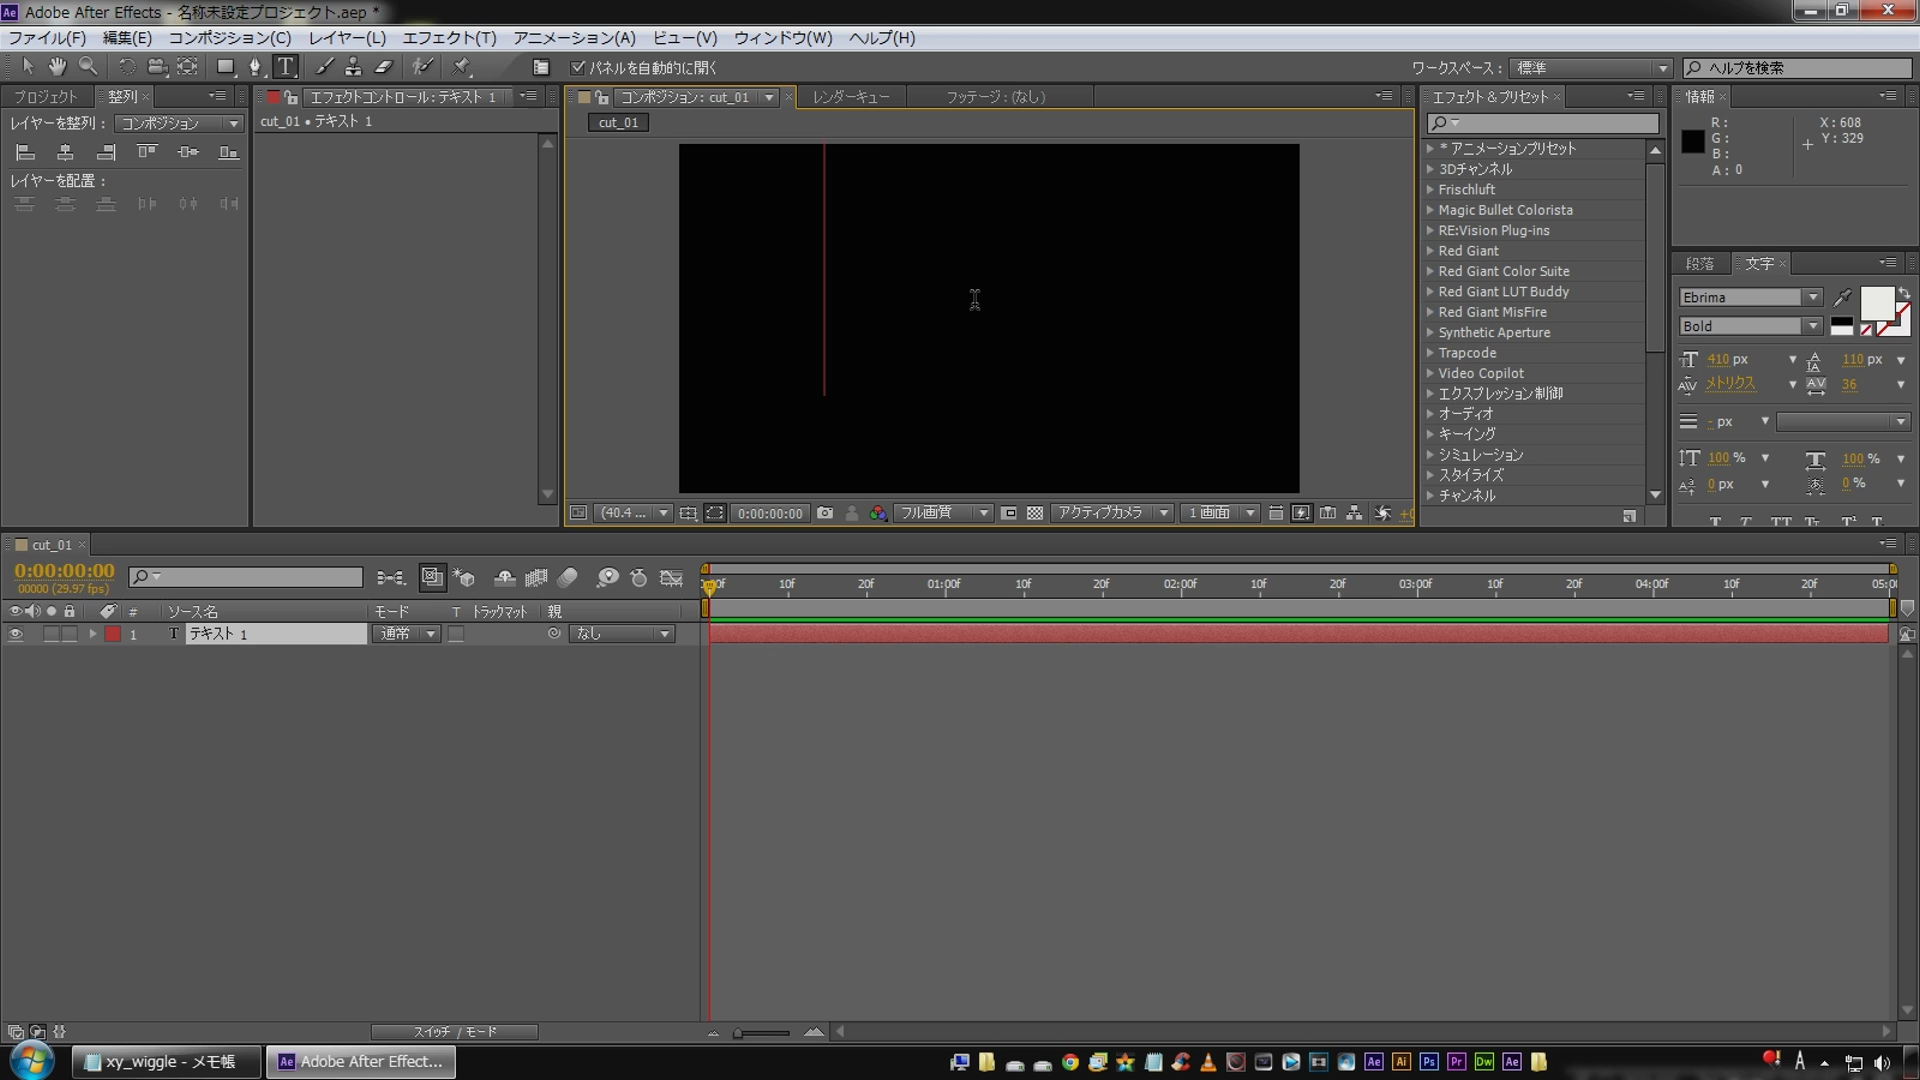 Ae Adobe After Effects - 名称未設定プロジェクト.aep *
ファイル(F) 編集(E) コンポジション(C) レイヤー(L) エフェクト(T) アニメーション(A) ビュー(V) ウィンドウ(W) ヘルプ(H)
T パネルを自動的に開く ワークスペース： 標準 ヘルプを検索
プロジェクト 整列 × エフェクトコントロール：テキスト 1 コンポジション：cut_01 × レンダーキュー フッテージ：(なし) エフェクト＆プリセット × 情報 ×
レイヤーを整列： コンポジション
cut_01 • テキスト 1
cut_01
レイヤーを配置：
R :
G :
B :
A : 0
X : 608
Y : 329
* アニメーションプリセット
3Dチャンネル
Frischluft
Magic Bullet Colorista
RE:Vision Plug-ins
Red Giant
Red Giant Color Suite
Red Giant LUT Buddy
Red Giant MisFire
Synthetic Aperture
Trapcode
Video Copilot
エクスプレッション制御
オーディオ
キーイング
シミュレーション
スタイライズ
チャンネル
段落 文字 ×
Ebrima
Bold
410 px 110 px
メトリクス 36
- px
100 % 100 %
0 px 0 %
(40.4 ... 0:00:00:00 フル画質 アクティブカメラ 1 画面 +0
cut_01 ×
0:00:00:00
00000 (29.97 fps)
10f 20f 01:00f 10f 20f 02:00f 10f 20f 03:00f 10f 20f 04:00f 10f 20f
# ソース名 モード T トラックマット 親
1 T テキスト 1 通常 なし
スイッチ / モード
xy_wiggle - メモ帳 Ae Adobe After Effect... Ae Ai Ps Pr Dw Ae A